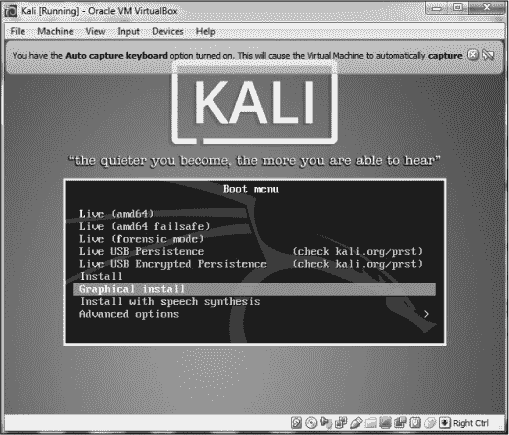 Kali [Running] - Oracle VM VirtualBox
File Machine View Input Devices Help
You have the Auto capture keyboard option turned on. This will cause the Virtual Machine to automatically capture
KALI
"the quieter you become, the more you are able to hear"
Boot menu
Live (amd64)
Live (amd64 failsafe)
Live (forensic mode)
Live USB Persistence (check kali.org/prst)
Live USB Encrypted Persistence (check kali.org/prst)
Install
Graphical install
Install with speech synthesis
Advanced options >
Right Ctrl